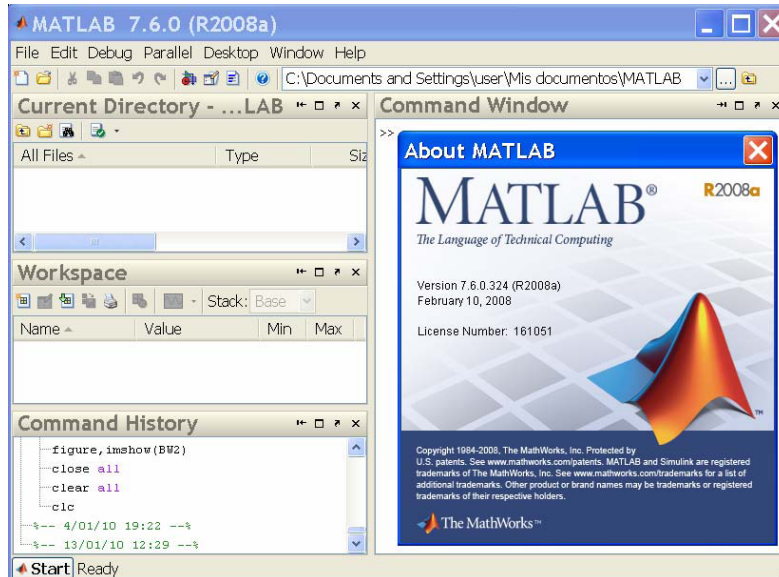 MATLAB 7.6.0 (R2008a)
File Edit Debug Parallel Desktop Window Help
C:\Documents and Settings\user\Mis documentos\MATLAB
Current Directory - ...LAB
All Files Type Siz
Workspace
Stack: Base
Name Value Min Max
Command History
figure,imshow(BW2)
close all
clear all
clc
%-- 4/01/10 19:22 --%
%-- 13/01/10 12:29 --%
Command Window
>>
About MATLAB
MATLAB®
R2008a
The Language of Technical Computing
Version 7.6.0.324 (R2008a)
February 10, 2008
License Number: 161051
TM
Copyright 1984-2008, The MathWorks, Inc. Protected by
U.S. patents. See www.mathworks.com/patents. MATLAB and Simulink are registered
trademarks of The MathWorks, Inc. See www.mathworks.com/trademarks for a list of
additional trademarks. Other product or brand names may be trademarks or registered
trademarks of their respective holders.
The MathWorks™
Start Ready